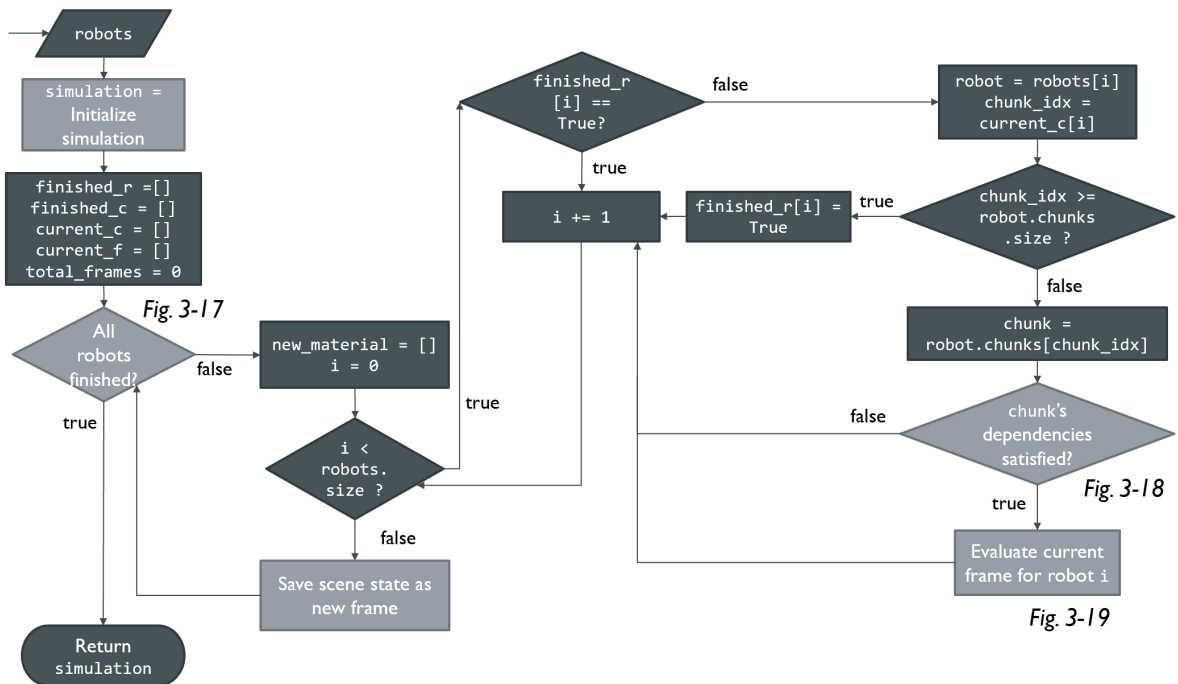 robots
simulation =
Initialize
simulation
finished_r =[]
finished_c = []
current_c = []
current_f = []
total_frames = 0
Fig. 3-17
All
robots
finished?
false
true
new_material = []
i = 0
i <
robots.
size ?
true
false
Save scene state as
new frame
Return
simulation
finished_r
[i] ==
True?
false
true
i += 1
robot = robots[i]
chunk_idx =
current_c[i]
chunk_idx >=
robot.chunks
.size ?
true
finished_r[i] =
True
false
chunk =
robot.chunks[chunk_idx]
chunk's
dependencies
satisfied?
false
Fig. 3-18
true
Evaluate current
frame for robot i
Fig. 3-19